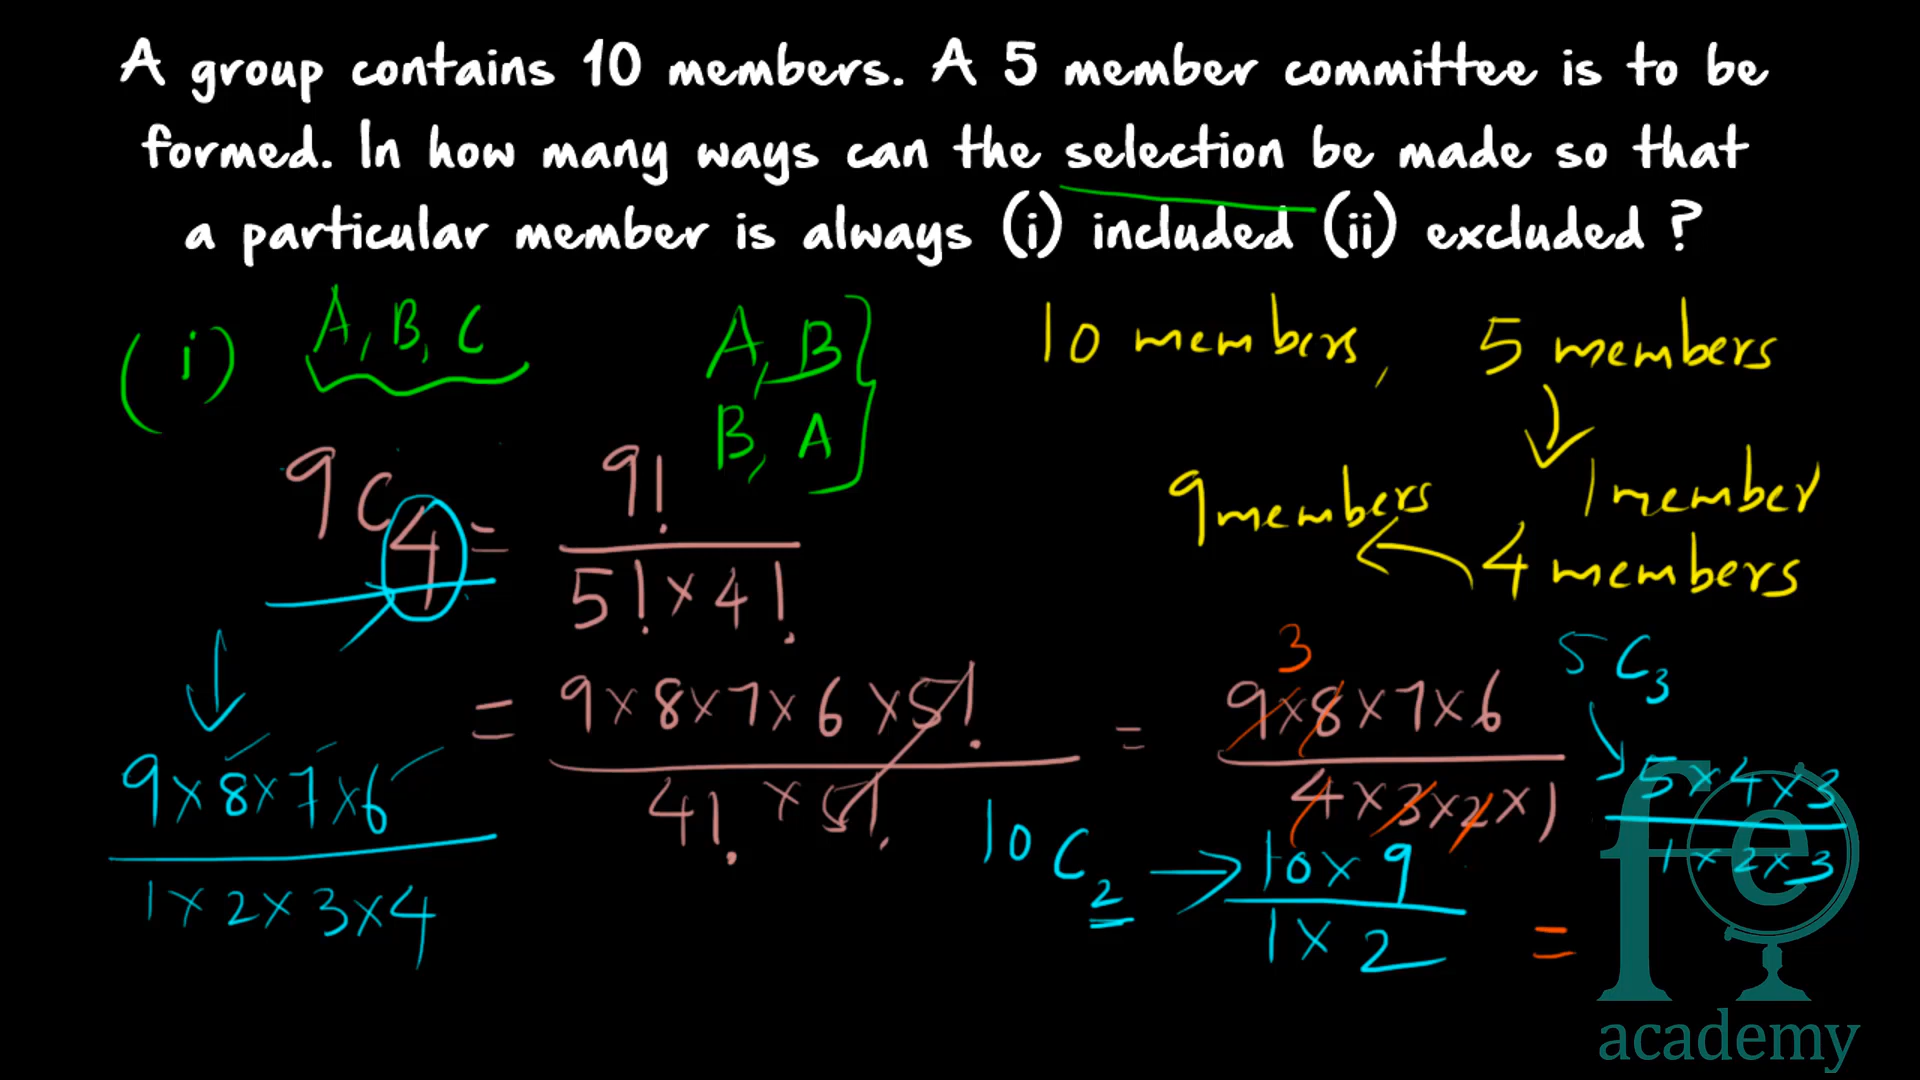 A group contains 10 members. A 5 member committee is to be
formed. In how many ways can the selection be made so that
a particular member is always (i) included (ii) excluded ?
(i) A, B, C
A, B
B, A
10 members, 5 members
1 member
9 members
4 members
9C4 = 9! / 5! × 4!
= 9 × 8 × 7 × 6 × 5! / 4! × 5!
= 9 × 8 × 7 × 6 / 4 × 3 × 2 × 1
3
9 × 8 × 7 × 6
1 × 2 × 3 × 4
10C2 → 10 × 9 / 1 × 2
=
5C3
5 × 4 × 3
1 × 2 × 3
fe
academy